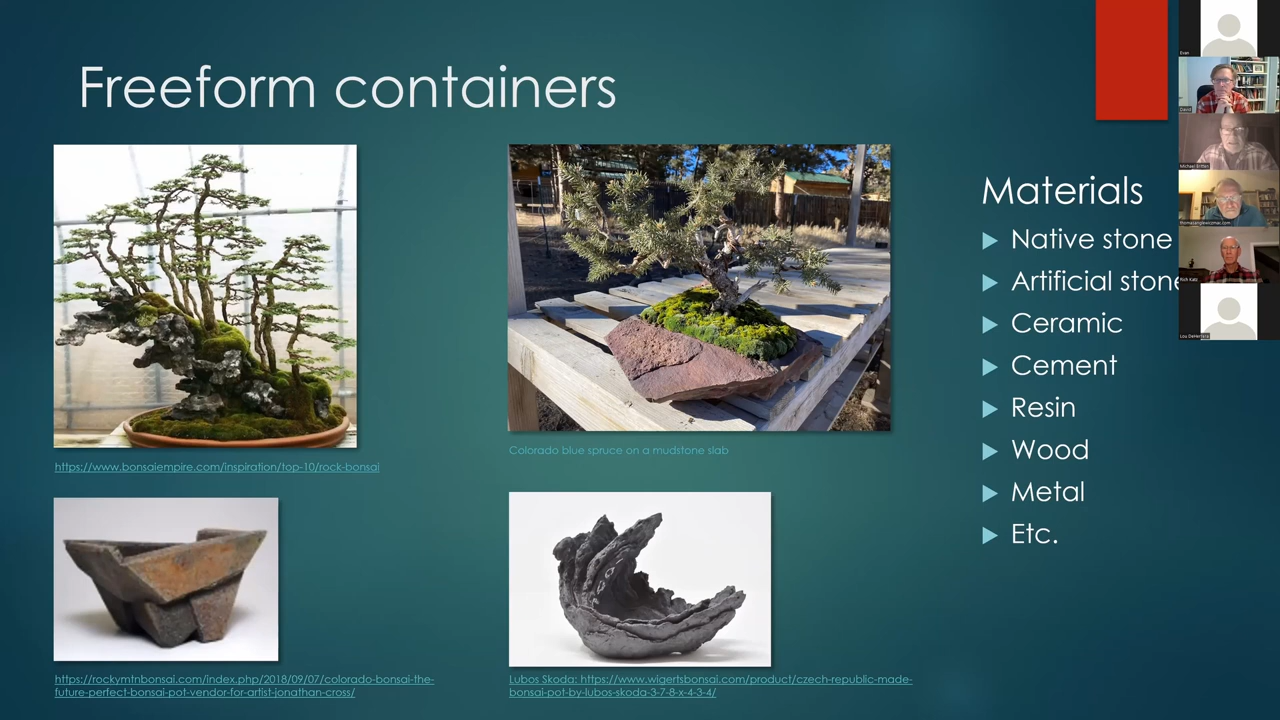 Freeform containers
https://www.bonsaiempire.com/inspiration/top-10/rock-bonsai
Colorado blue spruce on a mudstone slab
https://rockymtnbonsai.com/index.php/2018/09/07/colorado-bonsai-the-
future-perfect-bonsai-pot-vendor-for-artist-jonathan-cross/
Lubos Skoda: https://www.wigertsbonsai.com/product/czech-republic-made-
bonsai-pot-by-lubos-skoda-3-7-8-x-4-3-4/
Materials
Native stone
Artificial stone
Ceramic
Cement
Resin
Wood
Metal
Etc.
Evan
David